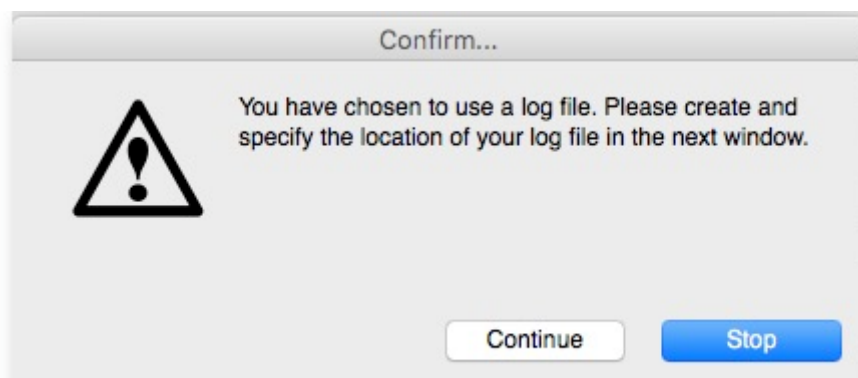 Confirm...
You have chosen to use a log file. Please create and
specify the location of your log file in the next window.
Continue
Stop